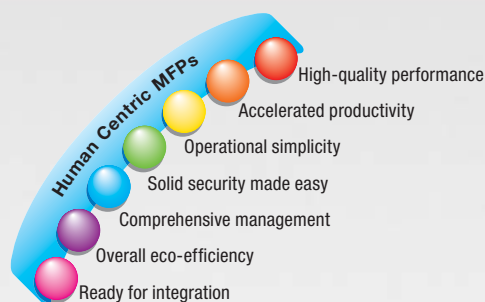 Human Centric MFPs
High-quality performance
Accelerated productivity
Operational simplicity
Solid security made easy
Comprehensive management
Overall eco-efficiency
Ready for integration